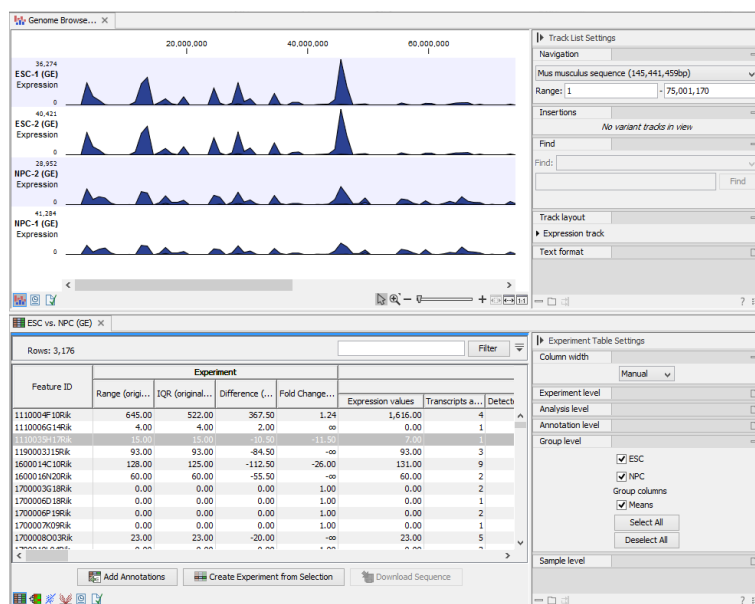 Genome Browse... ×
20,000,000 40,000,000 60,000,000
36,274
ESC-1 (GE)
Expression
0
40,421
ESC-2 (GE)
Expression
0
28,952
NPC-2 (GE)
Expression
0
41,284
NPC-1 (GE)
Expression
0
Track List Settings
Navigation
Mus musculus sequence (145,441,459bp)
Range: 1 - 75,001,170
Insertions
No variant tracks in view
Find
Find:
Find
Track layout
Expression track
Text format
ESC vs. NPC (GE) ×
Rows: 3,176 Filter
Experiment
Feature ID Range (origi... IQR (original... Difference (... Fold Change... Expression values Transcripts a... Detect
1110004F10Rik 645.00 522.00 367.50 1.24 1,616.00 4
1110006G14Rik 4.00 4.00 2.00 ∞ 0.00 1
1110035H17Rik 15.00 15.00 -10.50 -11.50 7.00 1
1190003J15Rik 93.00 93.00 -84.50 -∞ 93.00 3
1600014C10Rik 128.00 125.00 -112.50 -26.00 131.00 9
1600016N20Rik 60.00 60.00 -55.50 -∞ 60.00 2
1700003G18Rik 0.00 0.00 0.00 1.00 0.00 2
1700006D18Rik 0.00 0.00 0.00 1.00 0.00 1
1700006P19Rik 0.00 0.00 0.00 1.00 0.00 2
1700007K09Rik 0.00 0.00 0.00 1.00 0.00 1
1700008O03Rik 23.00 23.00 -20.00 -∞ 23.00 5
Add Annotations Create Experiment from Selection Download Sequence
Experiment Table Settings
Column width
Manual
Experiment level
Analysis level
Annotation level
Group level
ESC
NPC
Group columns
Means
Select All
Deselect All
Sample level